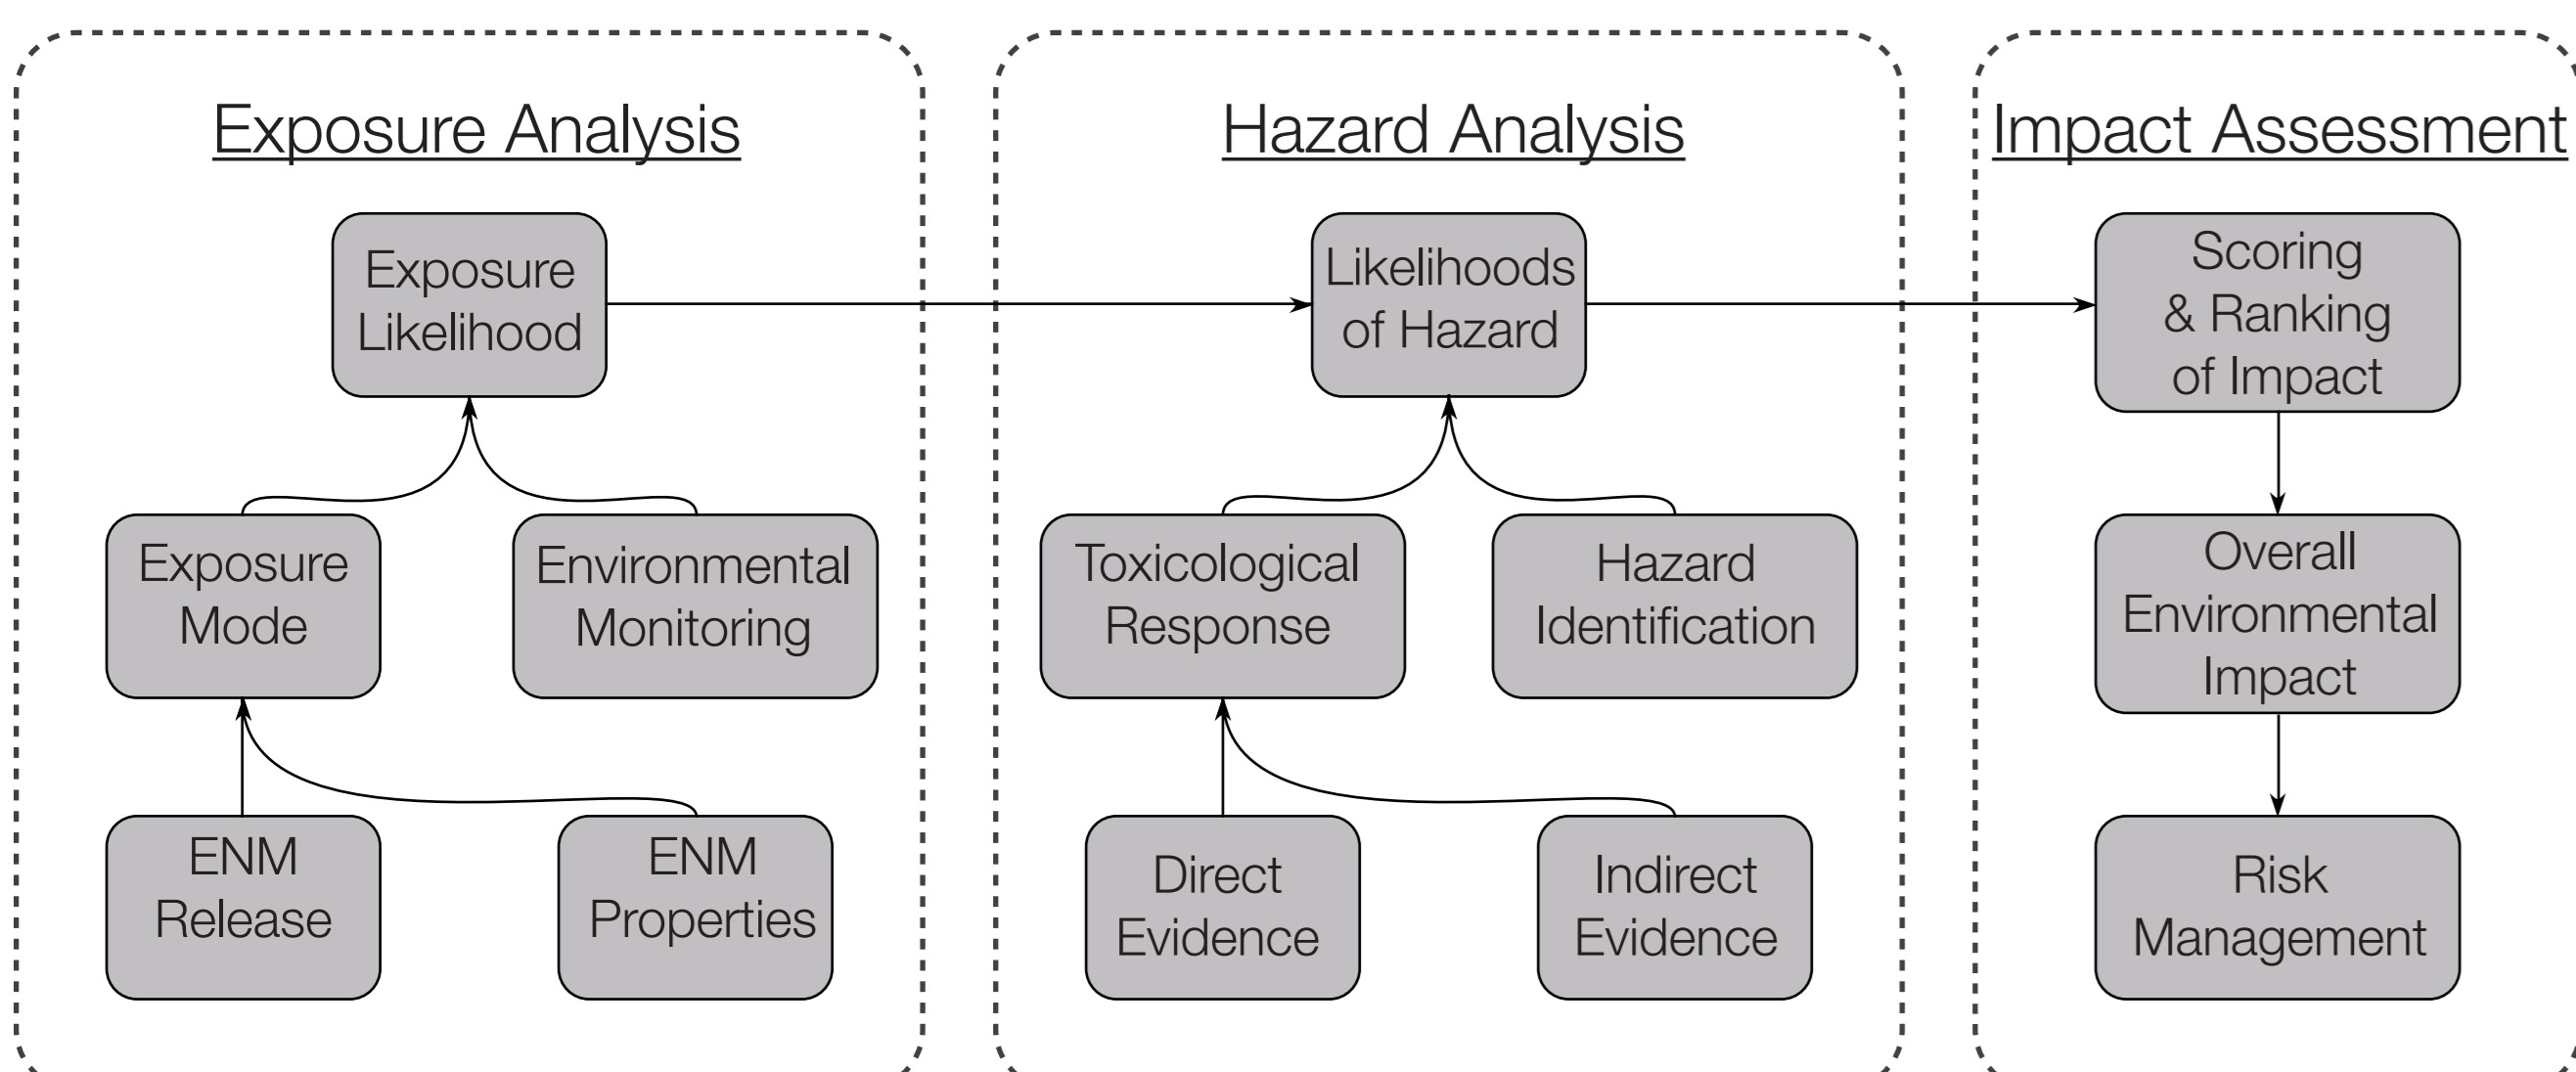 Exposure Analysis
Exposure
Likelihood
Exposure
Mode
Environmental
Monitoring
ENM
Release
ENM
Properties
Hazard Analysis
Likelihoods
of Hazard
Toxicological
Response
Hazard
Identification
Direct
Evidence
Indirect
Evidence
Impact Assessment
Scoring
& Ranking
of Impact
Overall
Environmental
Impact
Risk
Management